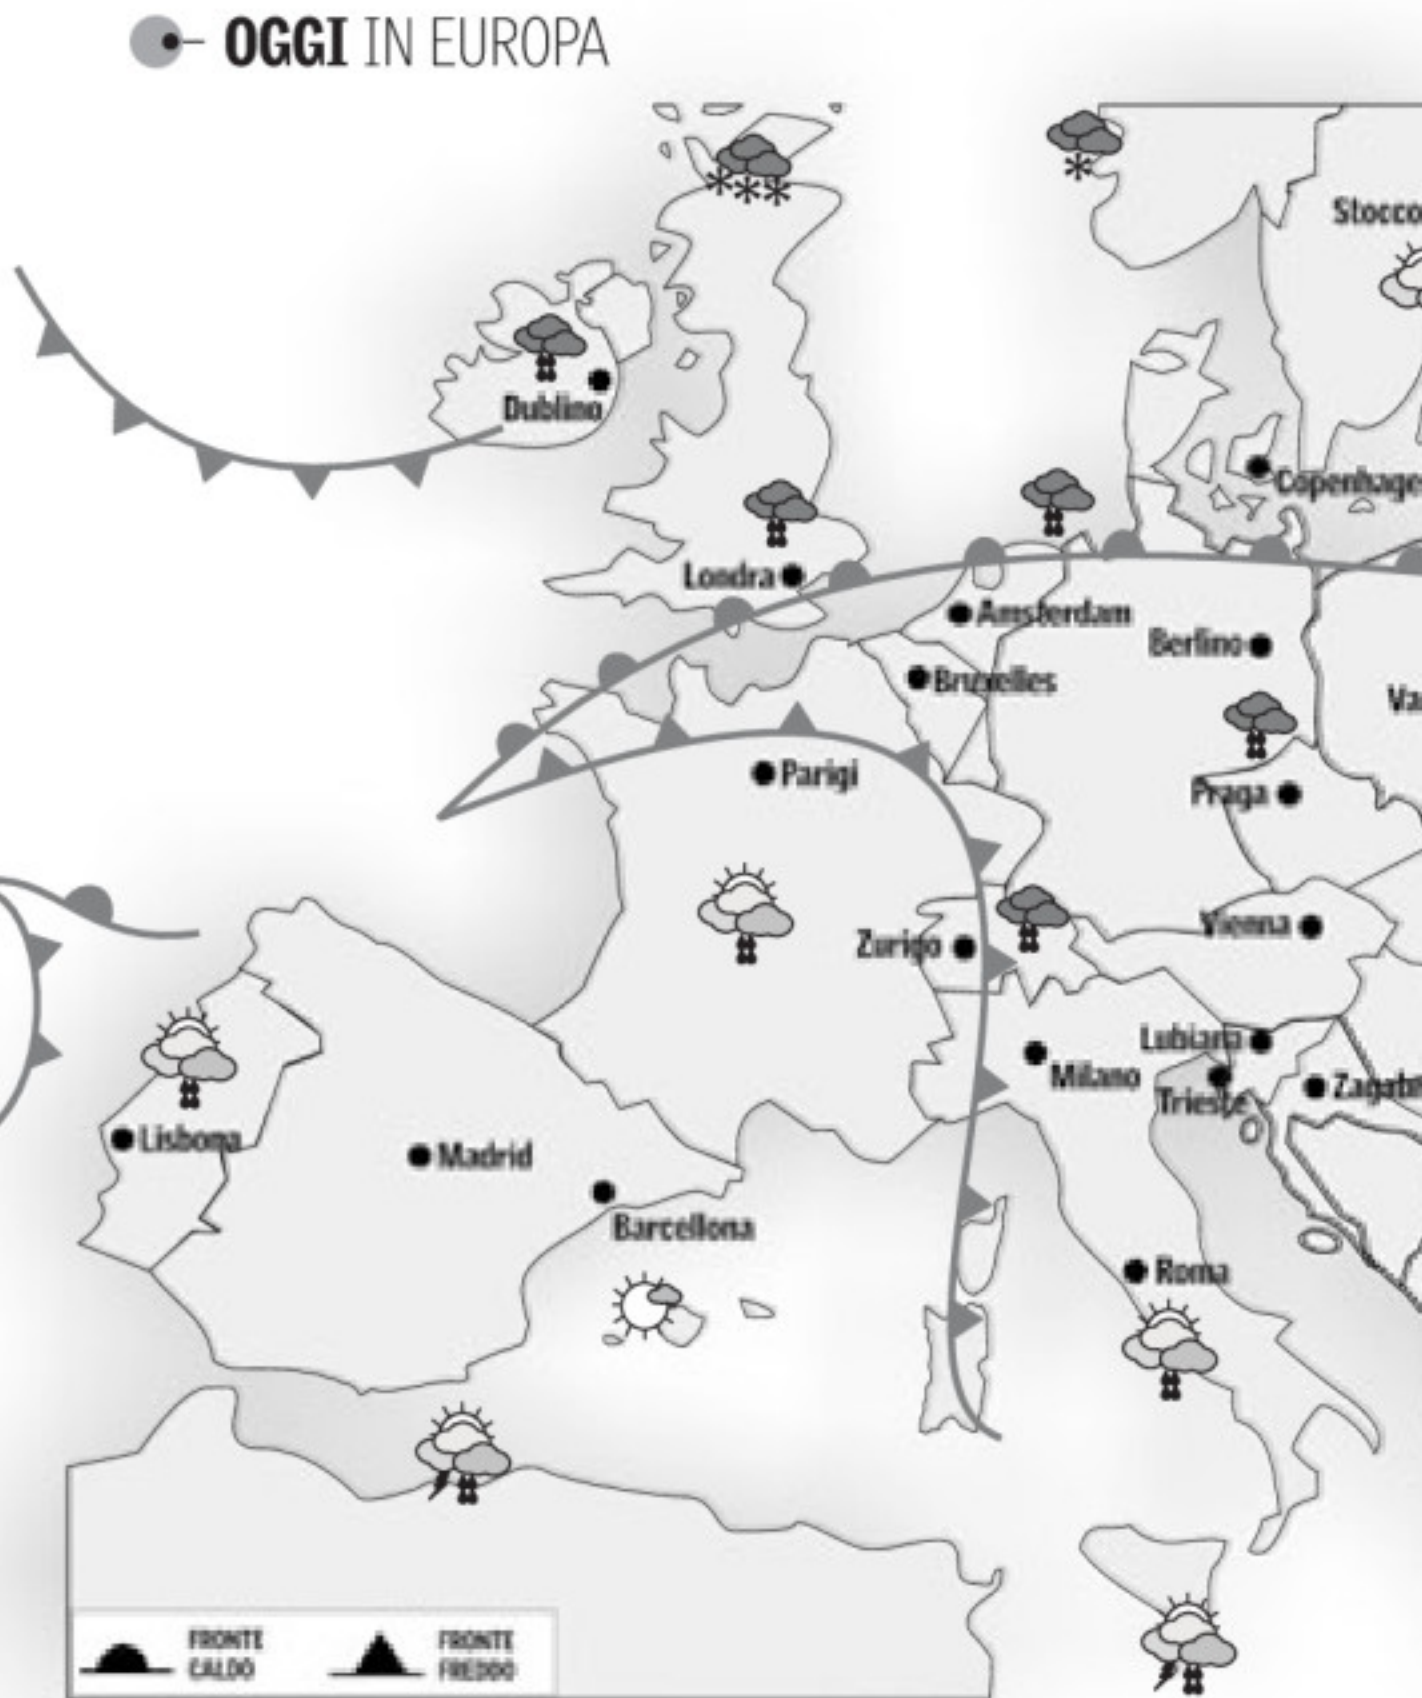 OGGI IN EUROPA
Stocco
Dublino
Copenhage
Londra
Amsterdam
Berlino
Bruxelles
Va
Parigi
Praga
Vienna
Zurigo
Lubiana
Milano
Trieste
Zagab
Lisbona
Madrid
Barcellona
Roma
FRONTE
CALDO
FRONTE
FREDDO